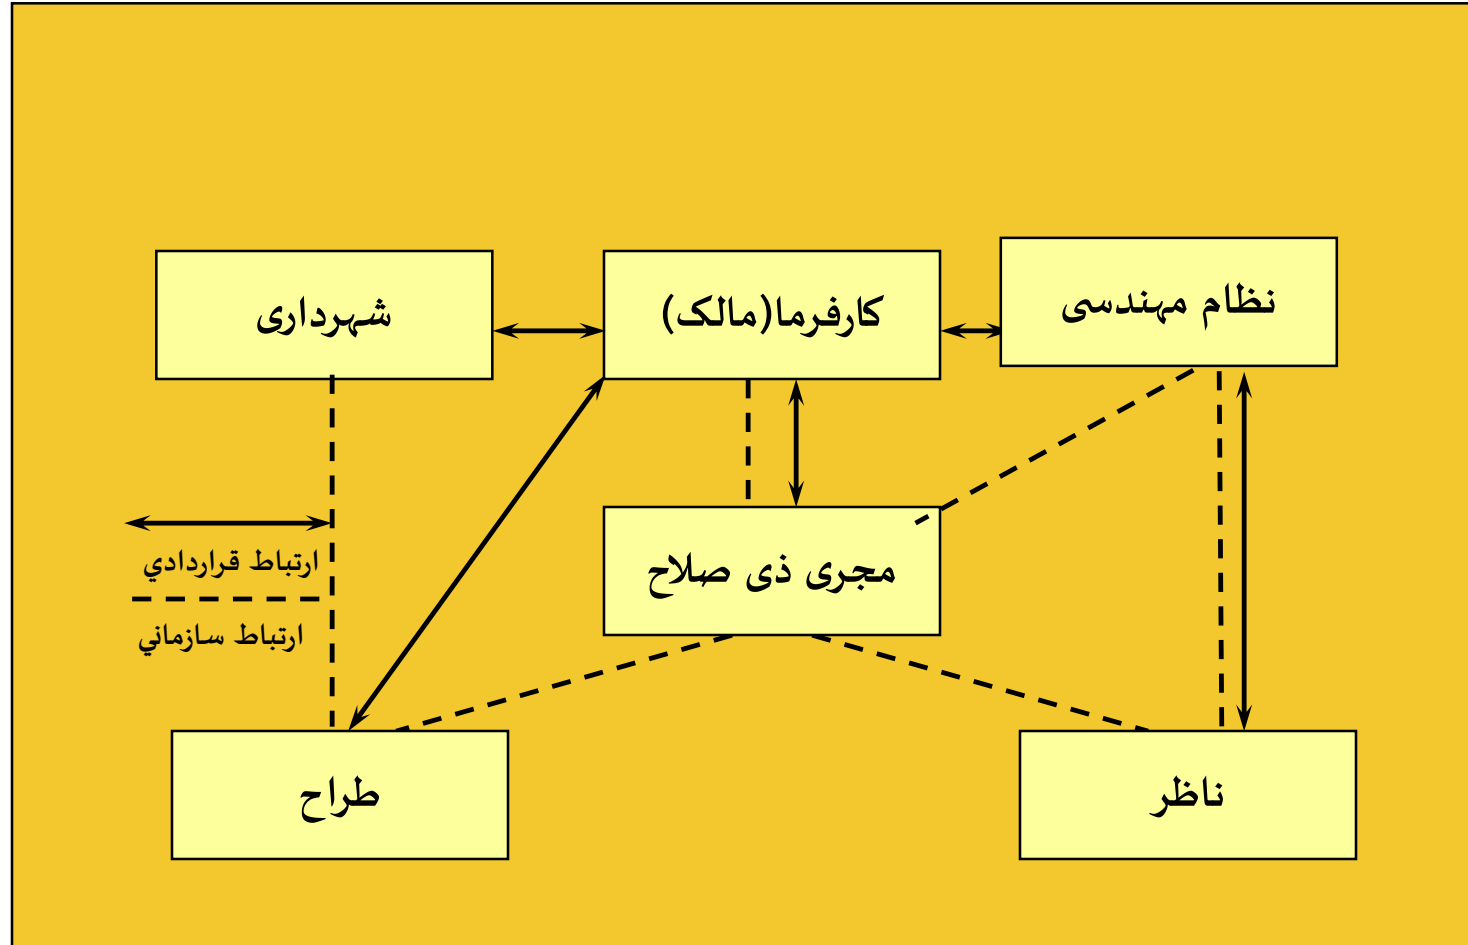 نظام مهندسی
کارفرما(مالک)
شهرداری
ارتباط قراردادي
ارتباط سازماني
مجری ذی صلاح
ناظر
طراح